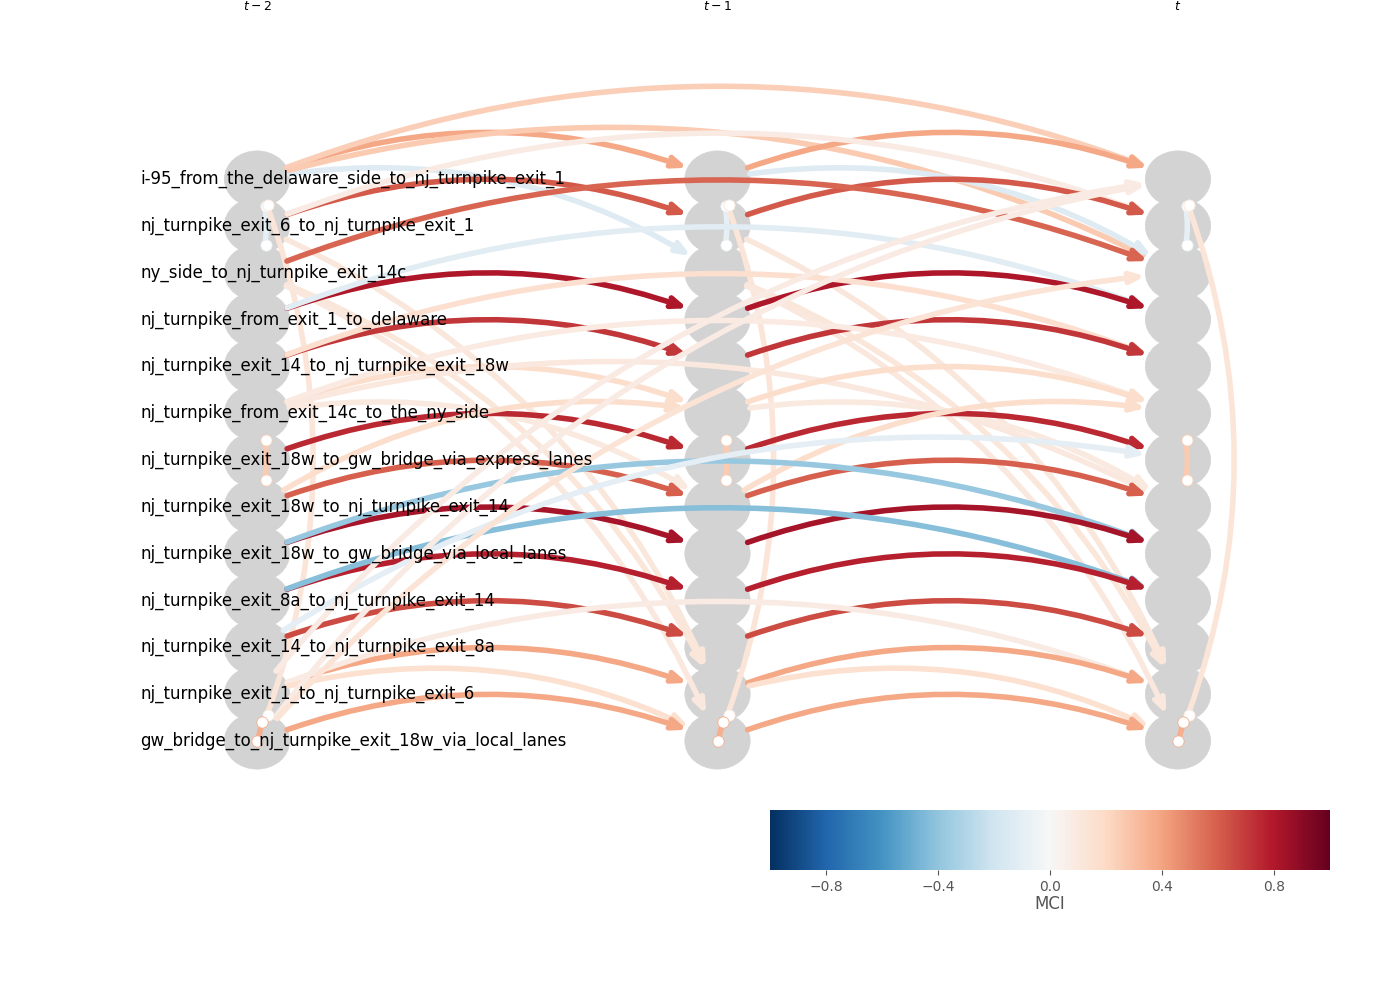 t − 2 t − 1 t
i-95_from_the_delaware_side_to_nj_turnpike_exit_1
nj_turnpike_exit_6_to_nj_turnpike_exit_1
ny_side_to_nj_turnpike_exit_14c
nj_turnpike_from_exit_1_to_delaware
nj_turnpike_exit_14_to_nj_turnpike_exit_18w
nj_turnpike_from_exit_14c_to_the_ny_side
nj_turnpike_exit_18w_to_gw_bridge_via_express_lanes
nj_turnpike_exit_18w_to_nj_turnpike_exit_14
nj_turnpike_exit_18w_to_gw_bridge_via_local_lanes
nj_turnpike_exit_8a_to_nj_turnpike_exit_14
nj_turnpike_exit_14_to_nj_turnpike_exit_8a
nj_turnpike_exit_1_to_nj_turnpike_exit_6
gw_bridge_to_nj_turnpike_exit_18w_via_local_lanes
−0.8 −0.4 0.0 0.4 0.8
MCI